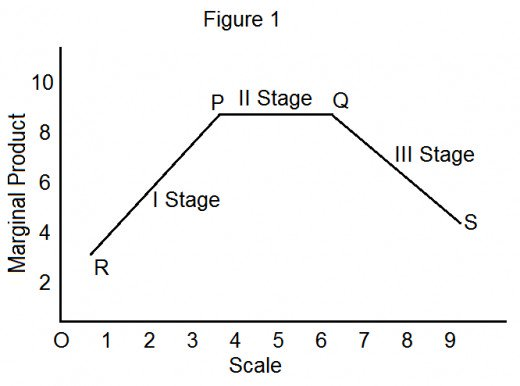 Figure 1
Marginal Product
10
8
6
4
2
P
II Stage
Q
III Stage
I Stage
S
R
O 1 2 3 4 5 6 7 8 9
Scale